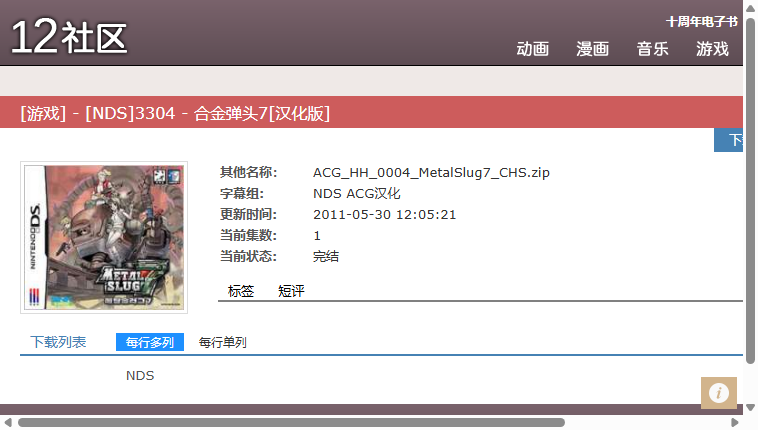 十周年电子书
12社区
动画 漫画 音乐 游戏
[游戏] - [NDS]3304 - 合金弹头7[汉化版]
NINTENDO DS
METAL SLUG 7
其他名称: ACG_HH_0004_MetalSlug7_CHS.zip
字幕组: NDS ACG汉化
更新时间: 2011-05-30 12:05:21
当前集数: 1
当前状态: 完结
标签 短评
下载列表 每行多列 每行单列
NDS
i